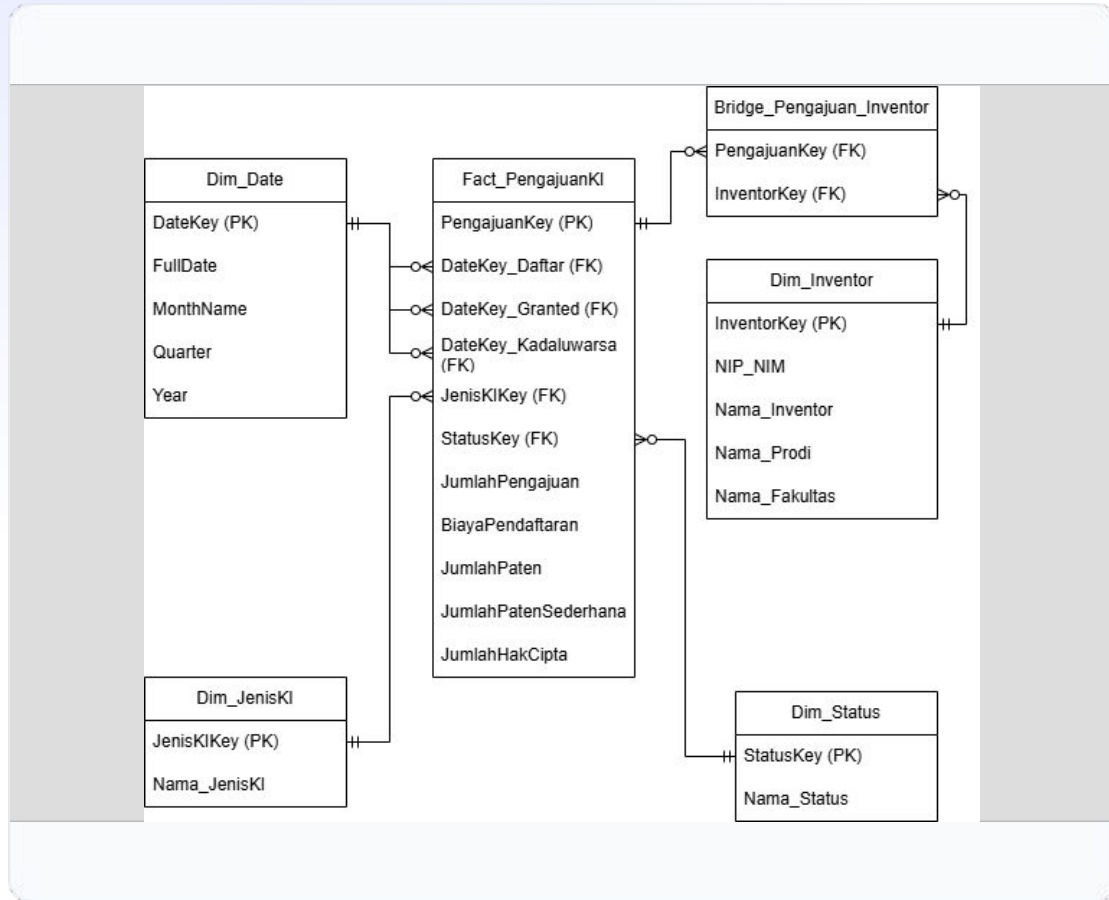 Bridge_Pengajuan_Inventor
PengajuanKey (FK)
InventorKey (FK)
Dim_Date
DateKey (PK)
FullDate
MonthName
Quarter
Year
Fact_PengajuanKI
PengajuanKey (PK)
DateKey_Daftar (FK)
DateKey_Granted (FK)
DateKey_Kadaluwarsa
(FK)
JenisKIKey (FK)
StatusKey (FK)
JumlahPengajuan
BiayaPendaftaran
JumlahPaten
JumlahPatenSederhana
JumlahHakCipta
Dim_Inventor
InventorKey (PK)
NIP_NIM
Nama_Inventor
Nama_Prodi
Nama_Fakultas
Dim_JenisKI
JenisKIKey (PK)
Nama_JenisKI
Dim_Status
StatusKey (PK)
Nama_Status